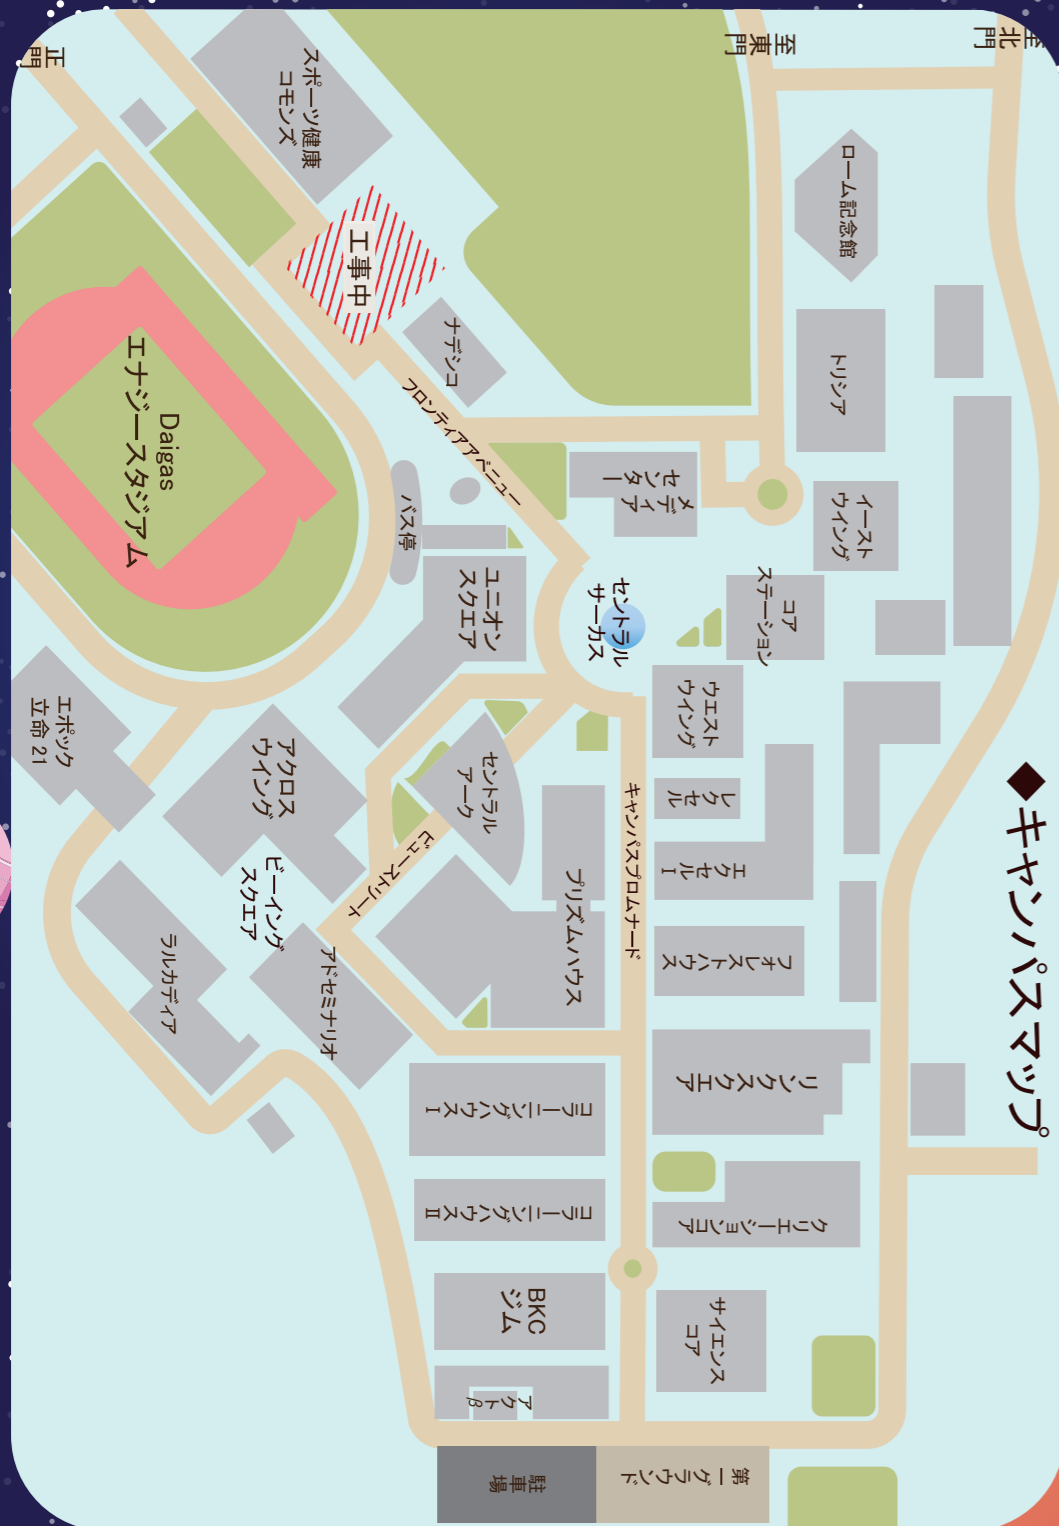 ◆キャンパスマップ
至北門
至東門
正門
ローム記念館
トリシア
イースト
ウイング
コア
ステーション
メディア
センター
ウエスト
ウイング
レクセル
エクセルⅠ
フォレストハウス
リンクスクエア
クリエーションコア
サイエンス
コア
第一グラウンド
駐車場
スポーツ健康
コモンズ
工事中
ナデシコ
フロンティアアベニュー
バス停
ユニオン
スクエア
セントラル
サーカス
キャンパスプロムナード
セントラル
アーク
プリズムハウス
ビューストリート
コラーニングハウスⅠ
コラーニングハウスⅡ
BKC
ジム
アクト
β
Daigas
エナジースタジアム
アクロス
ウイング
ビーイング
スクエア
アドセミナリオ
ラルカディア
エポック
立命 21